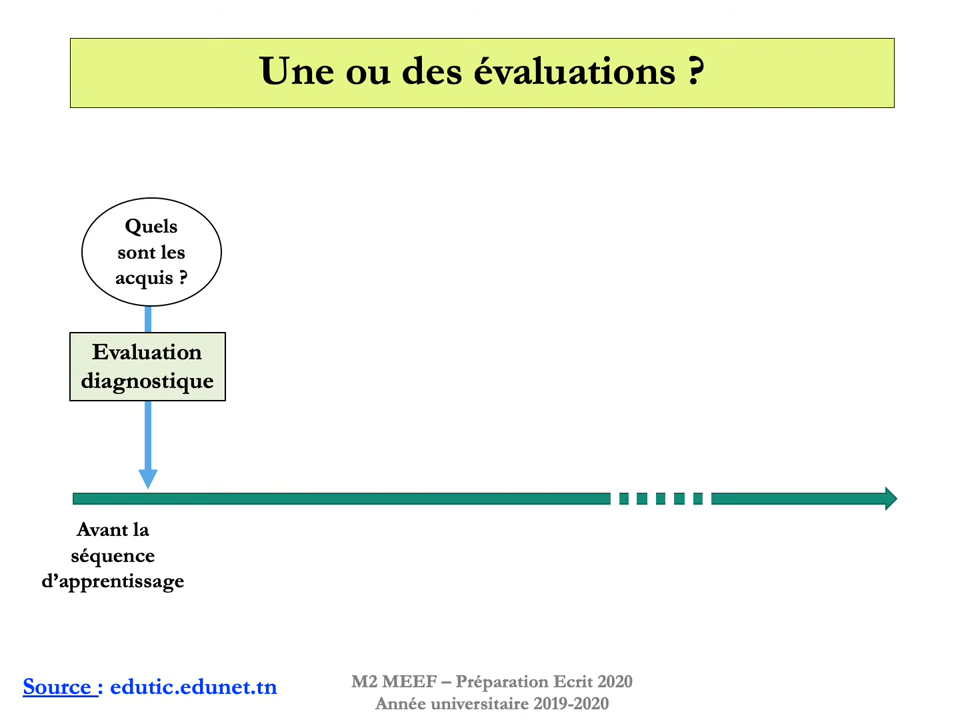 Une ou des évaluations ?
Quels
sont les
acquis ?
Evaluation
diagnostique
Avant la
séquence
d'apprentissage
Source : edutic.edunet.tn
M2 MEEF – Préparation Ecrit 2020
Année universitaire 2019-2020